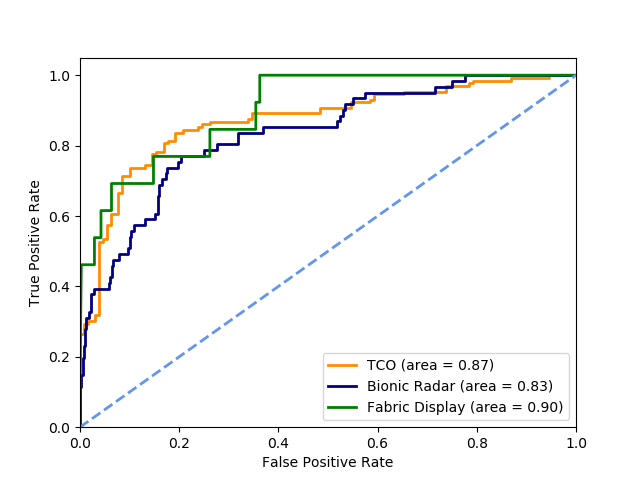 1.0
0.8
0.6
0.4
0.2
0.0
True Positive Rate
0.0 0.2 0.4 0.6 0.8 1.0
False Positive Rate
TCO (area = 0.87)
Bionic Radar (area = 0.83)
Fabric Display (area = 0.90)